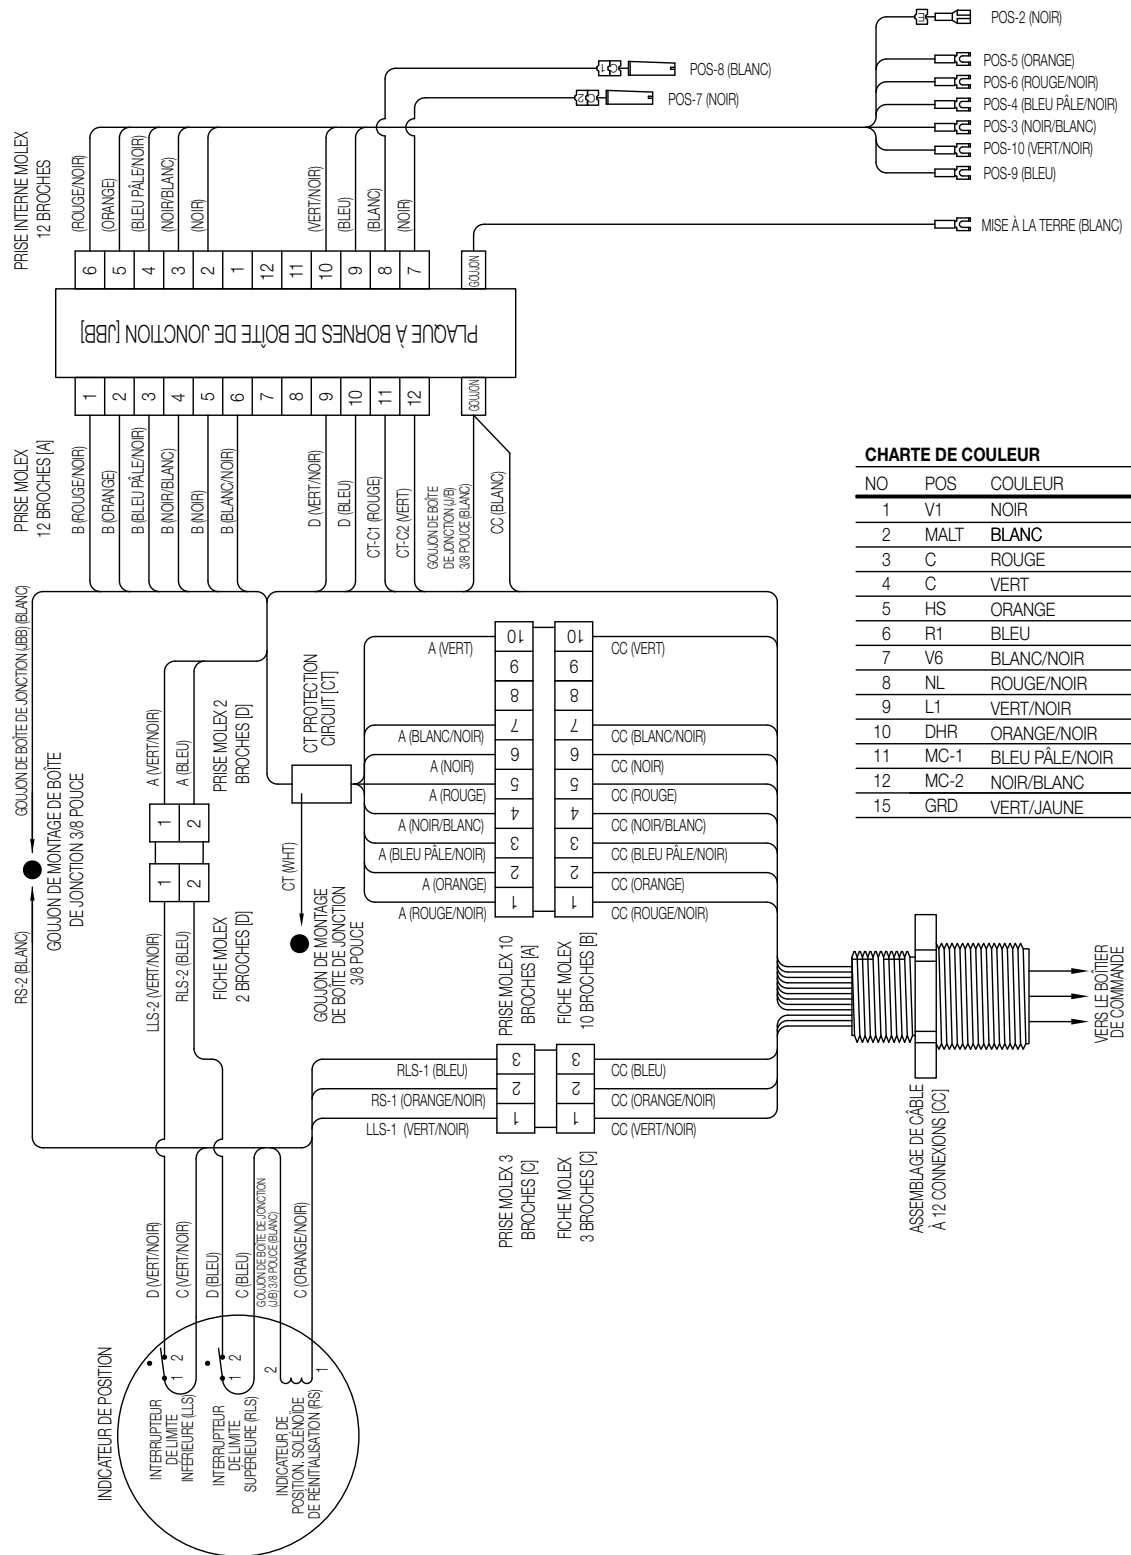 POS-2 (NOIR)
E
POS-5 (ORANGE)
POS-6 (ROUGE/NOIR)
POS-4 (BLEU PÂLE/NOIR)
POS-3 (NOIR/BLANC)
POS-10 (VERT/NOIR)
POS-9 (BLEU)
MISE À LA TERRE (BLANC)
C1
POS-8 (BLANC)
C2
POS-7 (NOIR)
PRISE INTERNE MOLEX
12 BROCHES
(ROUGE/NOIR)
(ORANGE)
(BLEU PÂLE/NOIR)
(NOIR/BLANC)
(NOIR)
(VERT/NOIR)
(BLEU)
(BLANC)
(NOIR)
6
5
4
3
2
1
12
11
10
9
8
7
GOUJON
PLAQUE À BORNES DE BOÎTE DE JONCTION [JBB]
1
2
3
4
5
6
7
8
9
10
11
12
GOUJON
PRISE MOLEX
12 BROCHES [A]
B (ROUGE/NOIR)
B (ORANGE)
B (BLEU PÂLE/NOIR)
B (NOIR/BLANC)
B (NOIR)
B (BLANC/NOIR)
D (VERT/NOIR)
D (BLEU)
CT-C1 (ROUGE)
CT-C2 (VERT)
GOUJON DE BOÎTE
DE JONCTION (J/B)
3/8 POUCE (BLANC)
CC (BLANC)
CHARTE DE COULEUR
NO POS COULEUR
1 V1 NOIR
2 MALT BLANC
3 C ROUGE
4 C VERT
5 HS ORANGE
6 R1 BLEU
7 V6 BLANC/NOIR
8 NL ROUGE/NOIR
9 L1 VERT/NOIR
10 DHR ORANGE/NOIR
11 MC-1 BLEU PÂLE/NOIR
12 MC-2 NOIR/BLANC
15 GRD VERT/JAUNE
GOUJON DE BOÎTE DE JONCTION (JBB) (BLANC)
GOUJON DE MONTAGE DE BOÎTE
DE JONCTION 3/8 POUCE
RS-2 (BLANC)
A (VERT/NOIR)
A (BLEU)
PRISE MOLEX 2
BROCHES [D]
1
2
1
2
FICHE MOLEX
2 BROCHES [D]
LLS-2 (VERT/NOIR)
RLS-2 (BLEU)
CT PROTECTION
CIRCUIT [CT]
CT (WHT)
GOUJON DE MONTAGE
DE BOÎTE DE JONCTION
3/8 POUCE
A (VERT)
A (BLANC/NOIR)
A (NOIR)
A (ROUGE)
A (NOIR/BLANC)
A (BLEU PÂLE/NOIR)
A (ORANGE)
A (ROUGE/NOIR)
10
9
8
7
6
5
4
3
2
1
10
9
8
7
6
5
4
3
2
1
CC (VERT)
CC (BLANC/NOIR)
CC (NOIR)
CC (ROUGE)
CC (NOIR/BLANC)
CC (BLEU PÂLE/NOIR)
CC (ORANGE)
CC (ROUGE/NOIR)
PRISE MOLEX 10
BROCHES [A]
FICHE MOLEX
10 BROCHES [B]
RLS-1 (BLEU)
RS-1 (ORANGE/NOIR)
LLS-1 (VERT/NOIR)
3
2
1
3
2
1
CC (BLEU)
CC (ORANGE/NOIR)
CC (VERT/NOIR)
PRISE MOLEX 3
BROCHES [C]
FICHE MOLEX
3 BROCHES [C]
ASSEMBLAGE DE CÂBLE
À 12 CONNEXIONS [CC]
VERS LE BOÎTIER
DE COMMANDE
D (VERT/NOIR)
C (VERT/NOIR)
D (BLEU)
C (BLEU)
GOUJON DE BOÎTE DE JONCTION
(J/B) 3/8 POUCE (BLANC)
C (ORANGE/NOIR)
INDICATEUR DE POSITION
1 2
1 2
2
1
INTERRUPTEUR
DE LIMITE
INFÉRIEURE (LLS)
INTERRUPTEUR
DE LIMITE
SUPÉRIEURE (RLS)
INDICATEUR DE
POSITION. SOLÉNOÏDE
DE RÉINITIALISATION (RS)